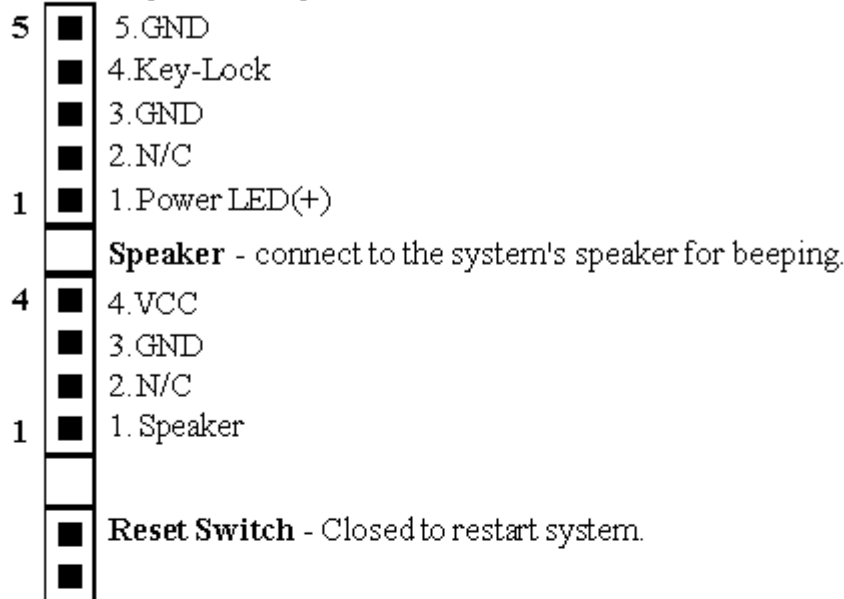 5 5.GND
4.Key-Lock
3.GND
2.N/C
1 1.Power LED(+)
Speaker - connect to the system's speaker for beeping.
4 4.VCC
3.GND
2.N/C
1 1. Speaker
Reset Switch - Closed to restart system.